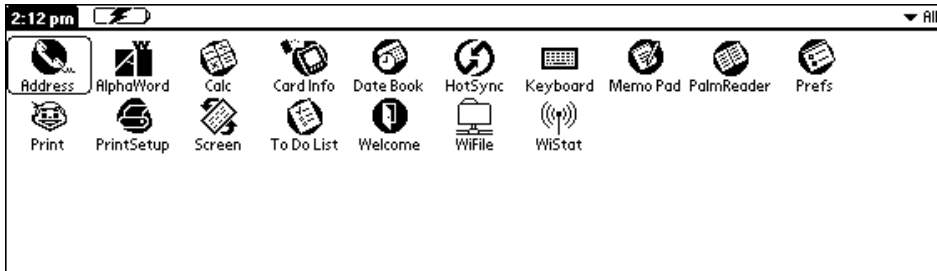 2:12 pm All
Address AlphaWord Calc Card Info Date Book HotSync Keyboard Memo Pad PalmReader Prefs
Print PrintSetup Screen To Do List Welcome WiFile WiStat